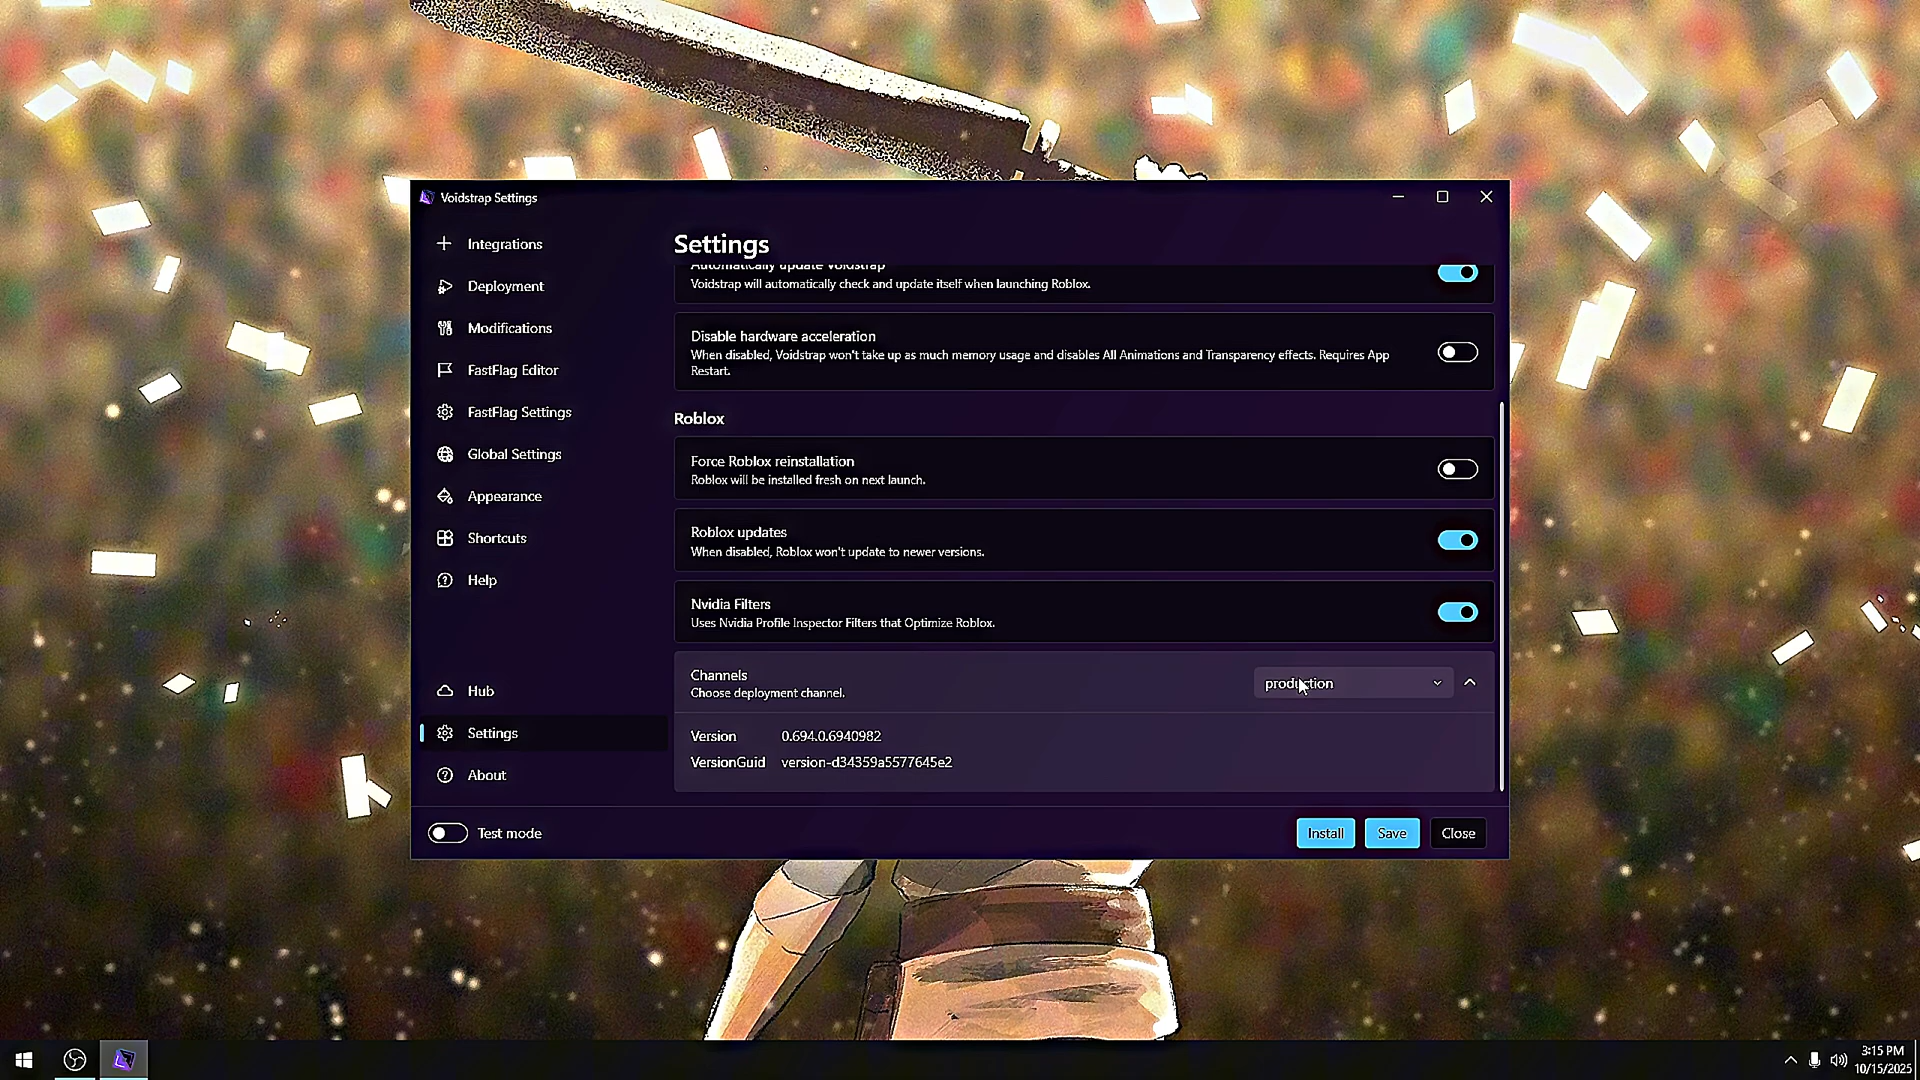 Voidstrap Settings
Integrations
Deployment
Modifications
FastFlag Editor
FastFlag Settings
Global Settings
Appearance
Shortcuts
Help
Hub
Settings
About
Test mode
Settings
Automatically update Voidstrap
Voidstrap will automatically check and update itself when launching Roblox.
Disable hardware acceleration
When disabled, Voidstrap won't take up as much memory usage and disables All Animations and Transparency effects. Requires App
Restart.
Roblox
Force Roblox reinstallation
Roblox will be installed fresh on next launch.
Roblox updates
When disabled, Roblox won't update to newer versions.
Nvidia Filters
Uses Nvidia Profile Inspector Filters that Optimize Roblox.
Channels
Choose deployment channel.
production
Version 0.694.0.6940982
VersionGuid version-d34359a5577645e2
Install Save Close
3:15 PM
10/15/2025